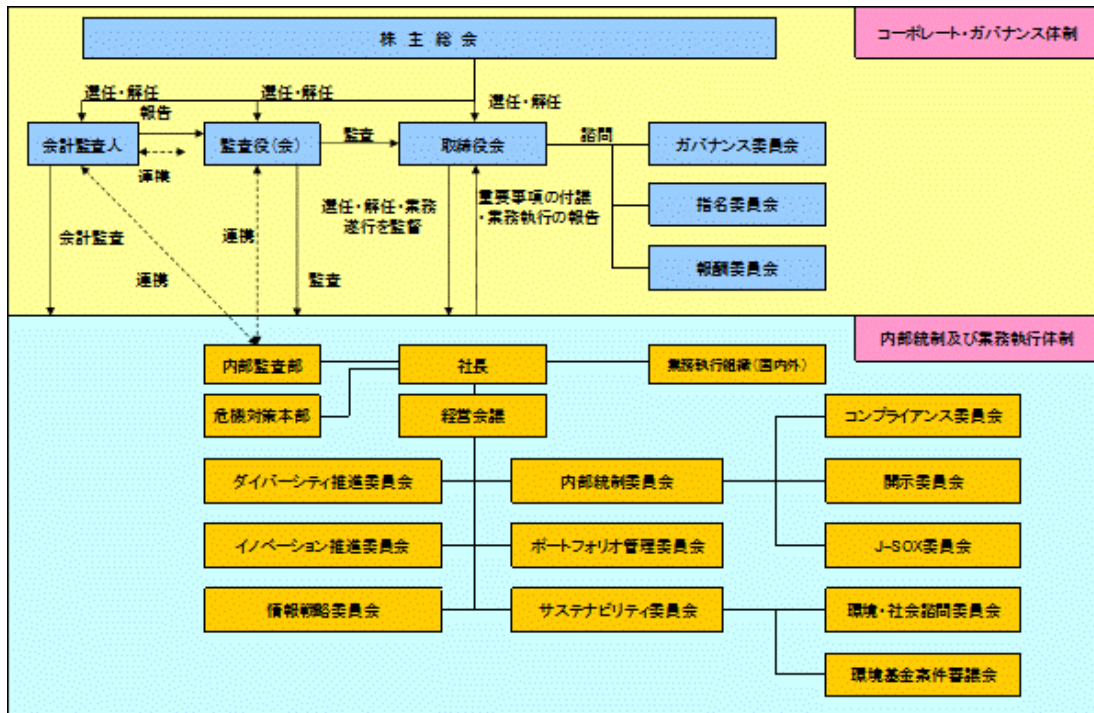 株 主 総 会
コーポレート・ガバナンス体制
選任・解任
選任・解任
選任・解任
報告
会計監査人
監査役(会)
監査
取締役会
諮問
ガバナンス委員会
連携
選任・解任・業務
遂行を監督
重要事項の付議
・業務執行の報告
指名委員会
会計監査
連携
報酬委員会
連携
監査
内部統制及び業務執行体制
内部監査部
社長
業務執行組織(国内外)
危機対策本部
経営会議
コンプライアンス委員会
ダイバーシティ推進委員会
内部統制委員会
開示委員会
イノベーション推進委員会
ポートフォリオ管理委員会
J-SOX委員会
情報戦略委員会
サステナビリティ委員会
環境・社会諮問委員会
環境基金案件審議会